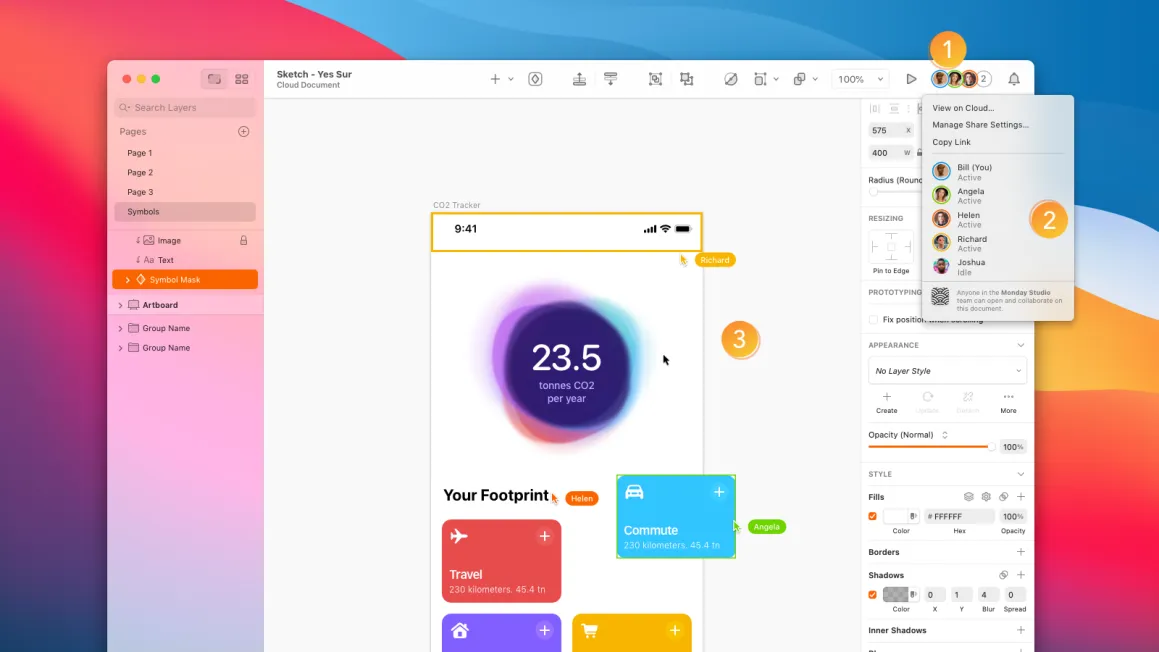 1
Sketch - Yes Sur
Cloud Document
100%
2
Search Layers
Pages
Page 1
Page 2
Page 3
Symbols
Image
Aa Text
Symbol Mask
Artboard
Group Name
Group Name
CO2 Tracker
9:41
Richard
23.5
tonnes CO2
per year
3
Your Footprint
Helen
Commute
230 kilometers. 45.4 tn
Angela
Travel
230 kilometers. 45.4 tn
View on Cloud...
Manage Share Settings...
Copy Link
Bill (You)
Active
Angela
Active
Helen
Active
2
Richard
Active
Joshua
Idle
Anyone in the Monday Studio
team can open and collaborate on
this document.
575 X
400 W
Radius (Roun
RESIZING
Pin to Edge
PROTOTYPING
Fix position when scrolling
APPEARANCE
No Layer Style
Create Update Detach More
Opacity (Normal)
100%
STYLE
Fills
# FFFFFF 100%
Color Hex Opacity
Borders
Shadows
0 1 4 0
Color X Y Blur Spread
Inner Shadows